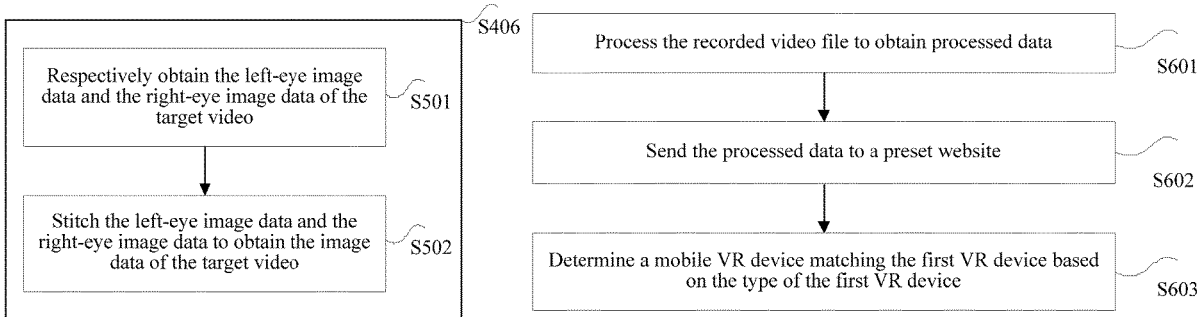 S406
Respectively obtain the left-eye image
data and the right-eye image data of the
target video
S501
Stitch the left-eye image data and the
right-eye image data to obtain the image
data of the target video
S502
Process the recorded video file to obtain processed data
S601
Send the processed data to a preset website
S602
Determine a mobile VR device matching the first VR device based
on the type of the first VR device
S603